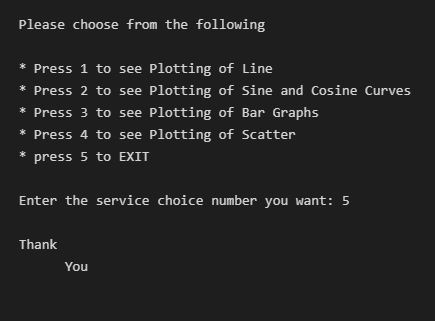 Please choose from the following
* Press 1 to see Plotting of Line
* Press 2 to see Plotting of Sine and Cosine Curves
* Press 3 to see Plotting of Bar Graphs
* Press 4 to see Plotting of Scatter
* press 5 to EXIT
Enter the service choice number you want: 5
Thank
You